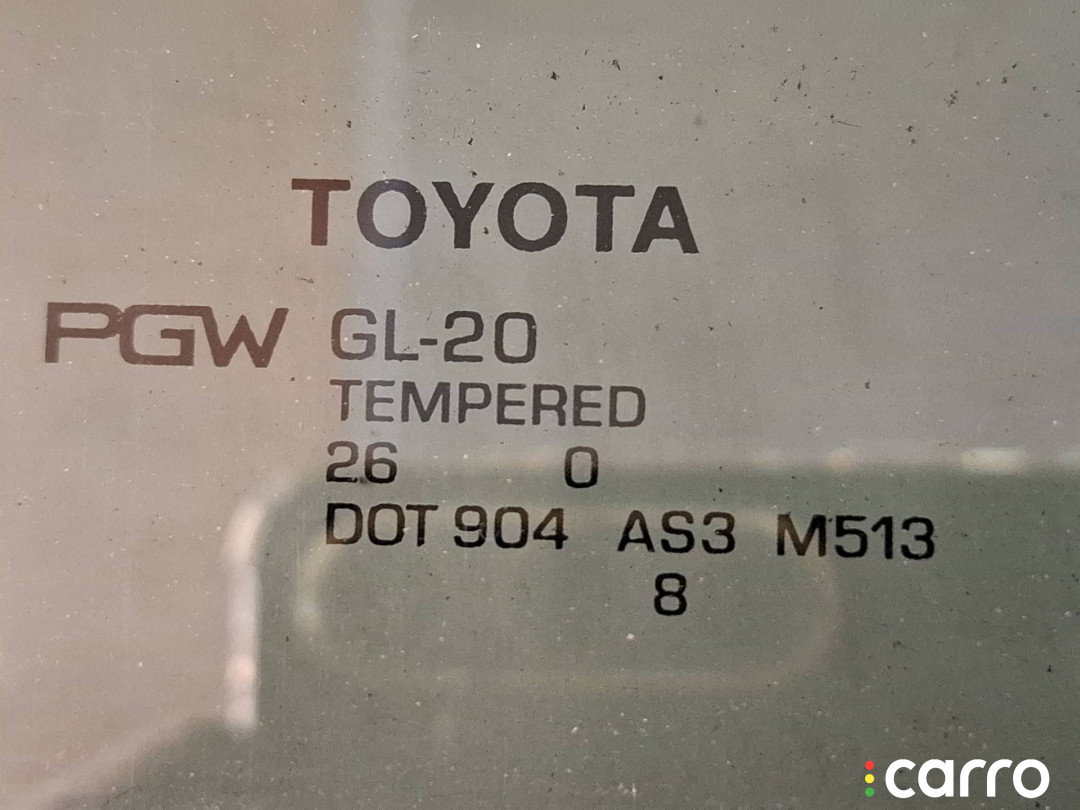 TOYOTA
PGW GL-20
TEMPERED
26 0
DOT 904 AS3 M513
8
carro